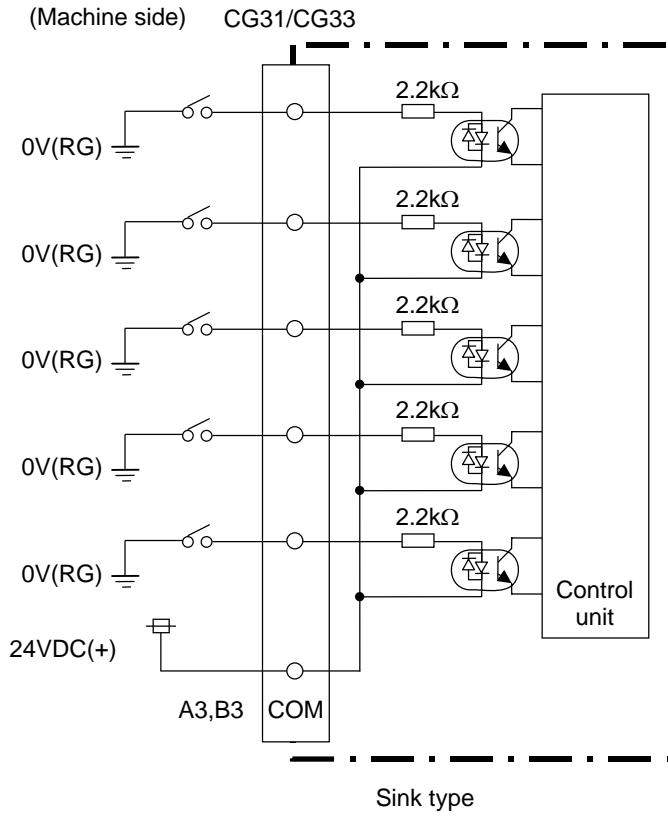 (Machine side) CG31/CG33
2.2kΩ
0V(RG)
2.2kΩ
0V(RG)
2.2kΩ
0V(RG)
2.2kΩ
0V(RG)
2.2kΩ
0V(RG)
Control
unit
24VDC(+)
A3,B3 COM
Sink type